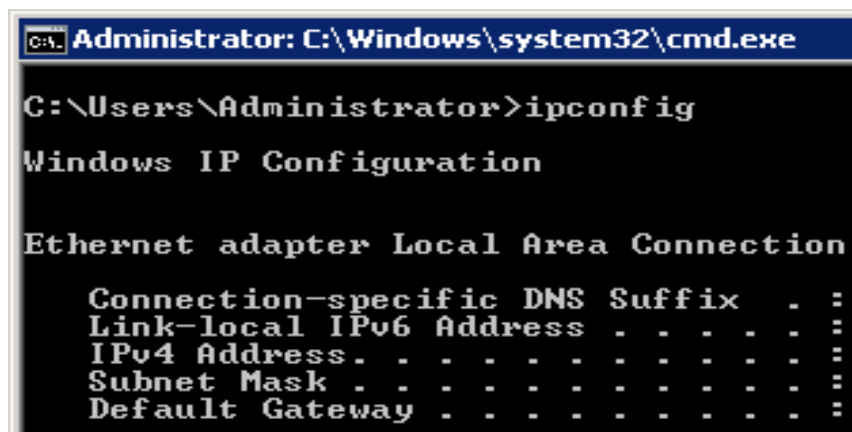 Administrator: C:\Windows\system32\cmd.exe
C:\Users\Administrator>ipconfig
Windows IP Configuration
Ethernet adapter Local Area Connection
Connection-specific DNS Suffix . :
Link-local IPv6 Address . . . . . :
IPv4 Address. . . . . . . . . . . :
Subnet Mask . . . . . . . . . . . :
Default Gateway . . . . . . . . . :